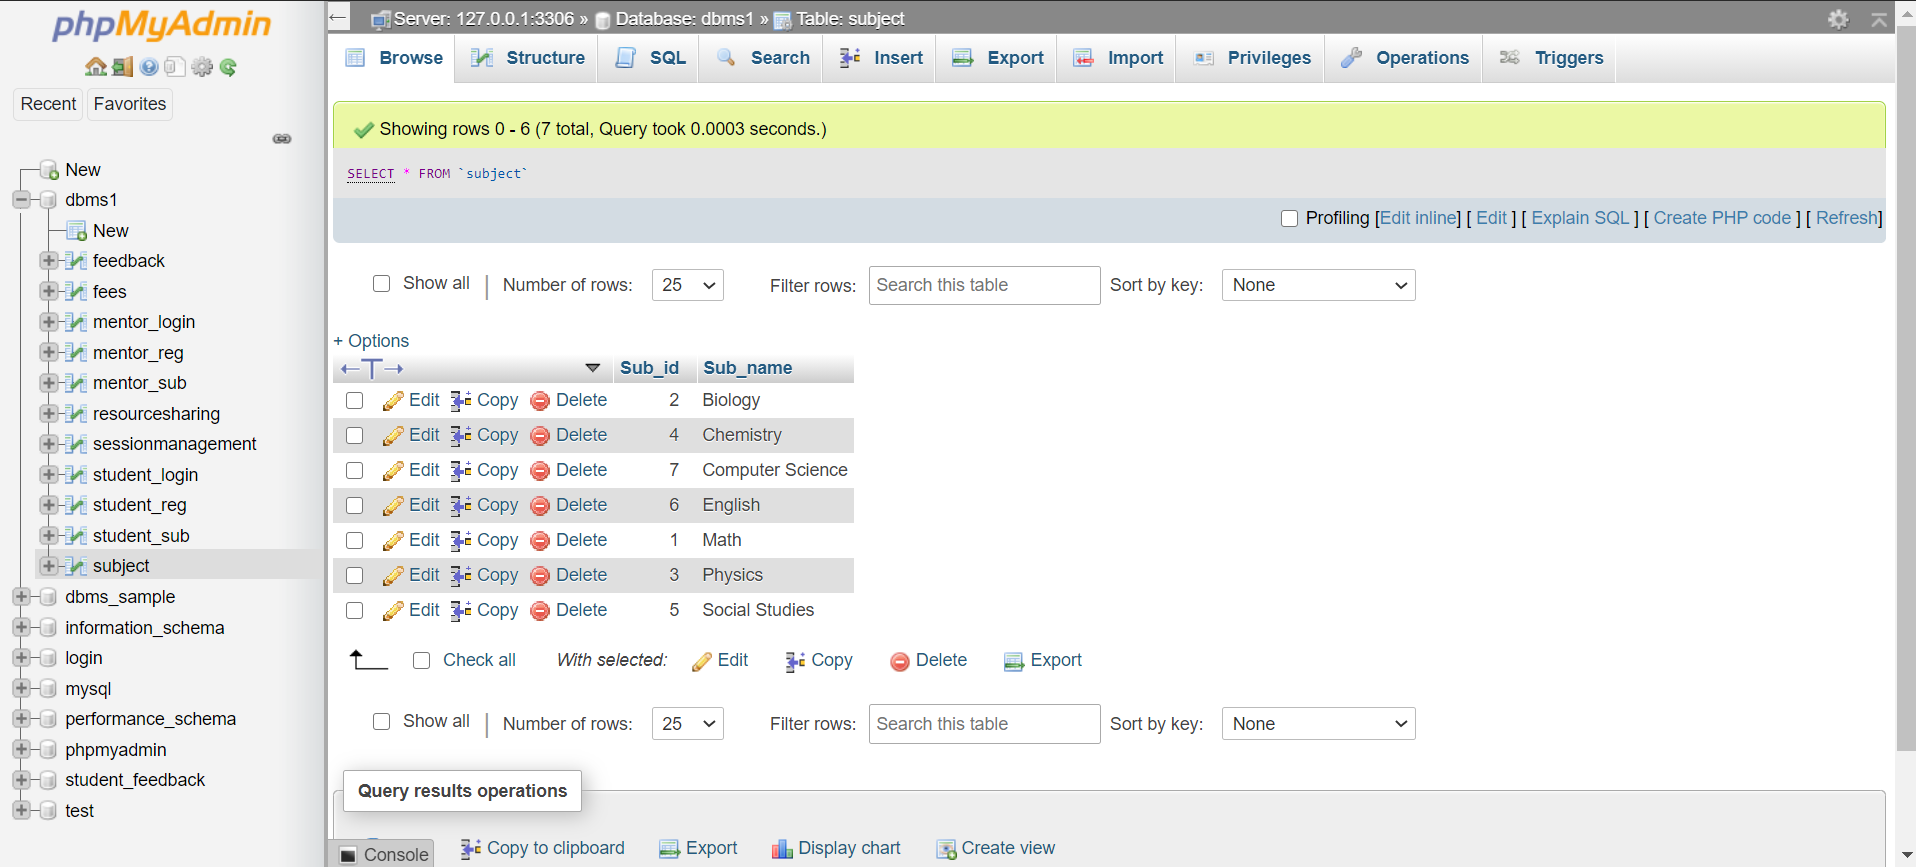 phpMyAdmin
Recent Favorites
New
dbms1
New
feedback
fees
mentor_login
mentor_reg
mentor_sub
resourcesharing
sessionmanagement
student_login
student_reg
student_sub
subject
dbms_sample
information_schema
login
mysql
performance_schema
phpmyadmin
student_feedback
test
Server: 127.0.0.1:3306 » Database: dbms1 » Table: subject
Browse Structure SQL Search Insert Export Import Privileges Operations Triggers
Showing rows 0 - 6 (7 total, Query took 0.0003 seconds.)
SELECT * FROM `subject`
Profiling [Edit inline] [ Edit ] [ Explain SQL ] [ Create PHP code ] [ Refresh]
Show all | Number of rows: 25 Filter rows: Search this table Sort by key: None
+ Options
←T→ Sub_id Sub_name
Edit Copy Delete 2 Biology
Edit Copy Delete 4 Chemistry
Edit Copy Delete 7 Computer Science
Edit Copy Delete 6 English
Edit Copy Delete 1 Math
Edit Copy Delete 3 Physics
Edit Copy Delete 5 Social Studies
Check all With selected: Edit Copy Delete Export
Show all | Number of rows: 25 Filter rows: Search this table Sort by key: None
Query results operations
Console Copy to clipboard Export Display chart Create view